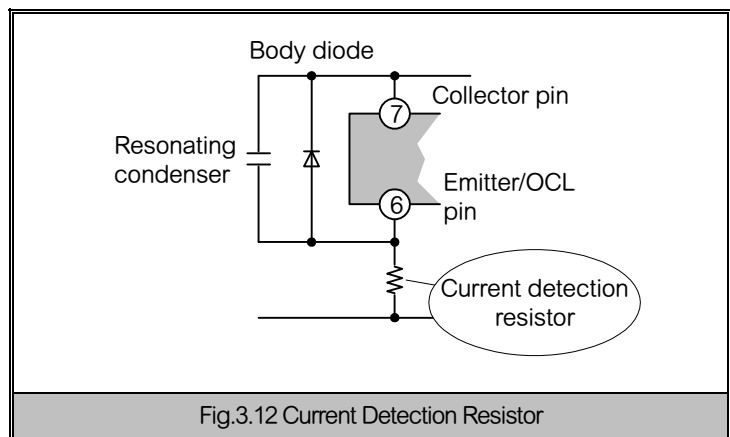 Body diode
7
Collector pin
Resonating
condenser
Emitter/OCL
pin
6
Current detection
resistor
Fig.3.12 Current Detection Resistor